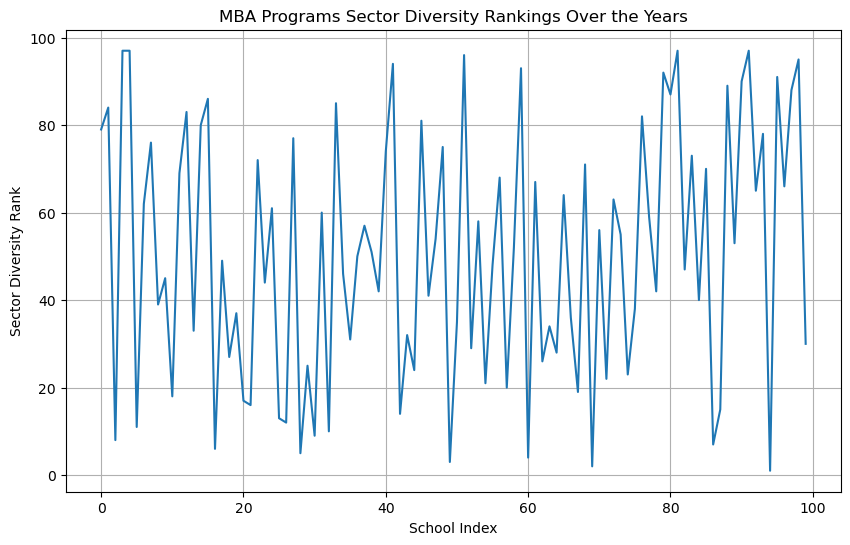 MBA Programs Sector Diversity Rankings Over the Years
100
80
60
40
20
0
Sector Diversity Rank
0 20 40 60 80 100
School Index